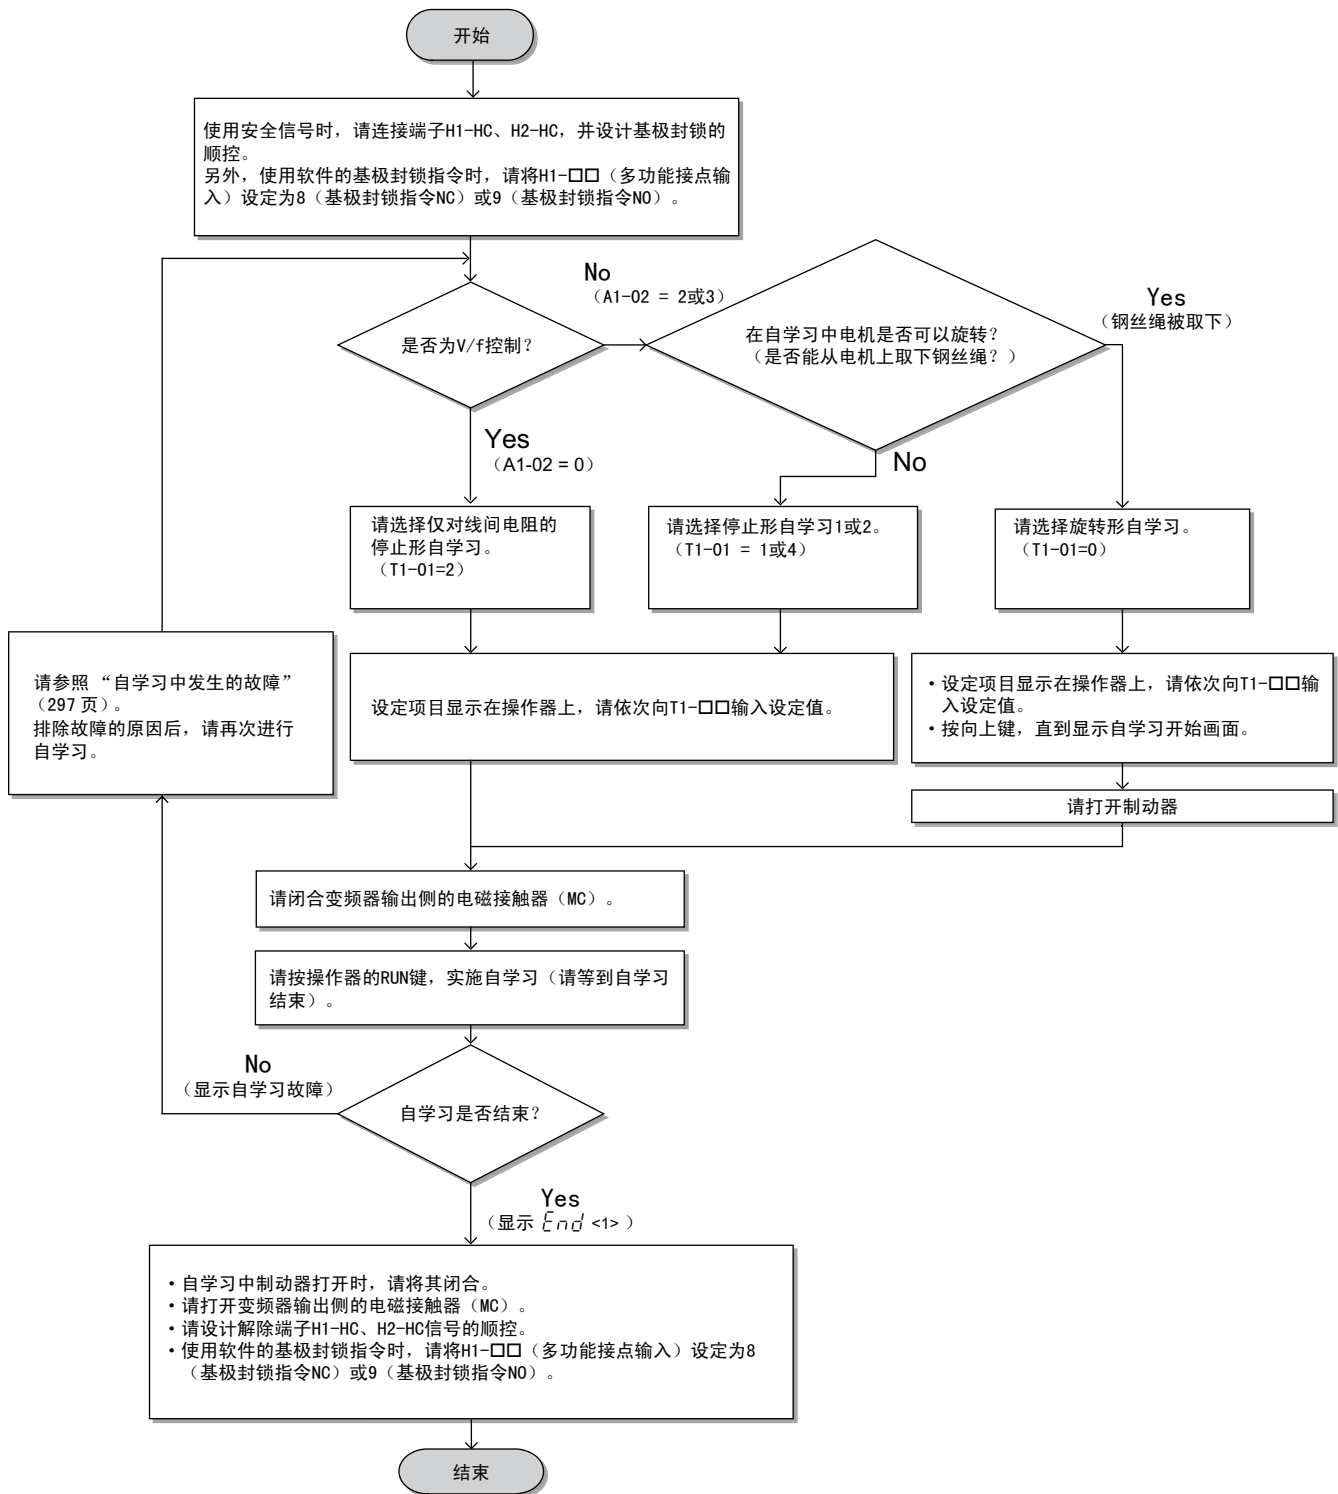 开始
使用安全信号时，请连接端子H1-HC、H2-HC，并设计基极封锁的
顺控。
另外，使用软件的基极封锁指令时，请将H1-□□（多功能接点输
入）设定为8（基极封锁指令NC）或9（基极封锁指令NO）。
是否为V/f控制？
No
（A1-02 = 2或3）
在自学习中电机是否可以旋转？
（是否能从电机上取下钢丝绳？）
Yes
（钢丝绳被取下）
Yes
（A1-02 = 0）
No
请选择仅对线间电阻的
停止形自学习。
（T1-01=2）
请选择停止形自学习1或2。
（T1-01 = 1或4）
请选择旋转形自学习。
（T1-01=0）
请参照 “自学习中发生的故障”
（297 页）。
排除故障的原因后，请再次进行
自学习。
设定项目显示在操作器上，请依次向T1-□□输入设定值。
・设定项目显示在操作器上，请依次向T1-□□输
入设定值。
・按向上键，直到显示自学习开始画面。
请打开制动器
请闭合变频器输出侧的电磁接触器（MC）。
请按操作器的RUN键，实施自学习（请等到自学习
结束）。
No
（显示自学习故障）
自学习是否结束？
Yes
（显示 End <1> ）
・自学习中制动器打开时，请将其闭合。
・请打开变频器输出侧的电磁接触器（MC）。
・请设计解除端子H1-HC、H2-HC信号的顺控。
・使用软件的基极封锁指令时，请将H1-□□（多功能接点输入）设定为8
（基极封锁指令NC）或9（基极封锁指令NO）。
结束